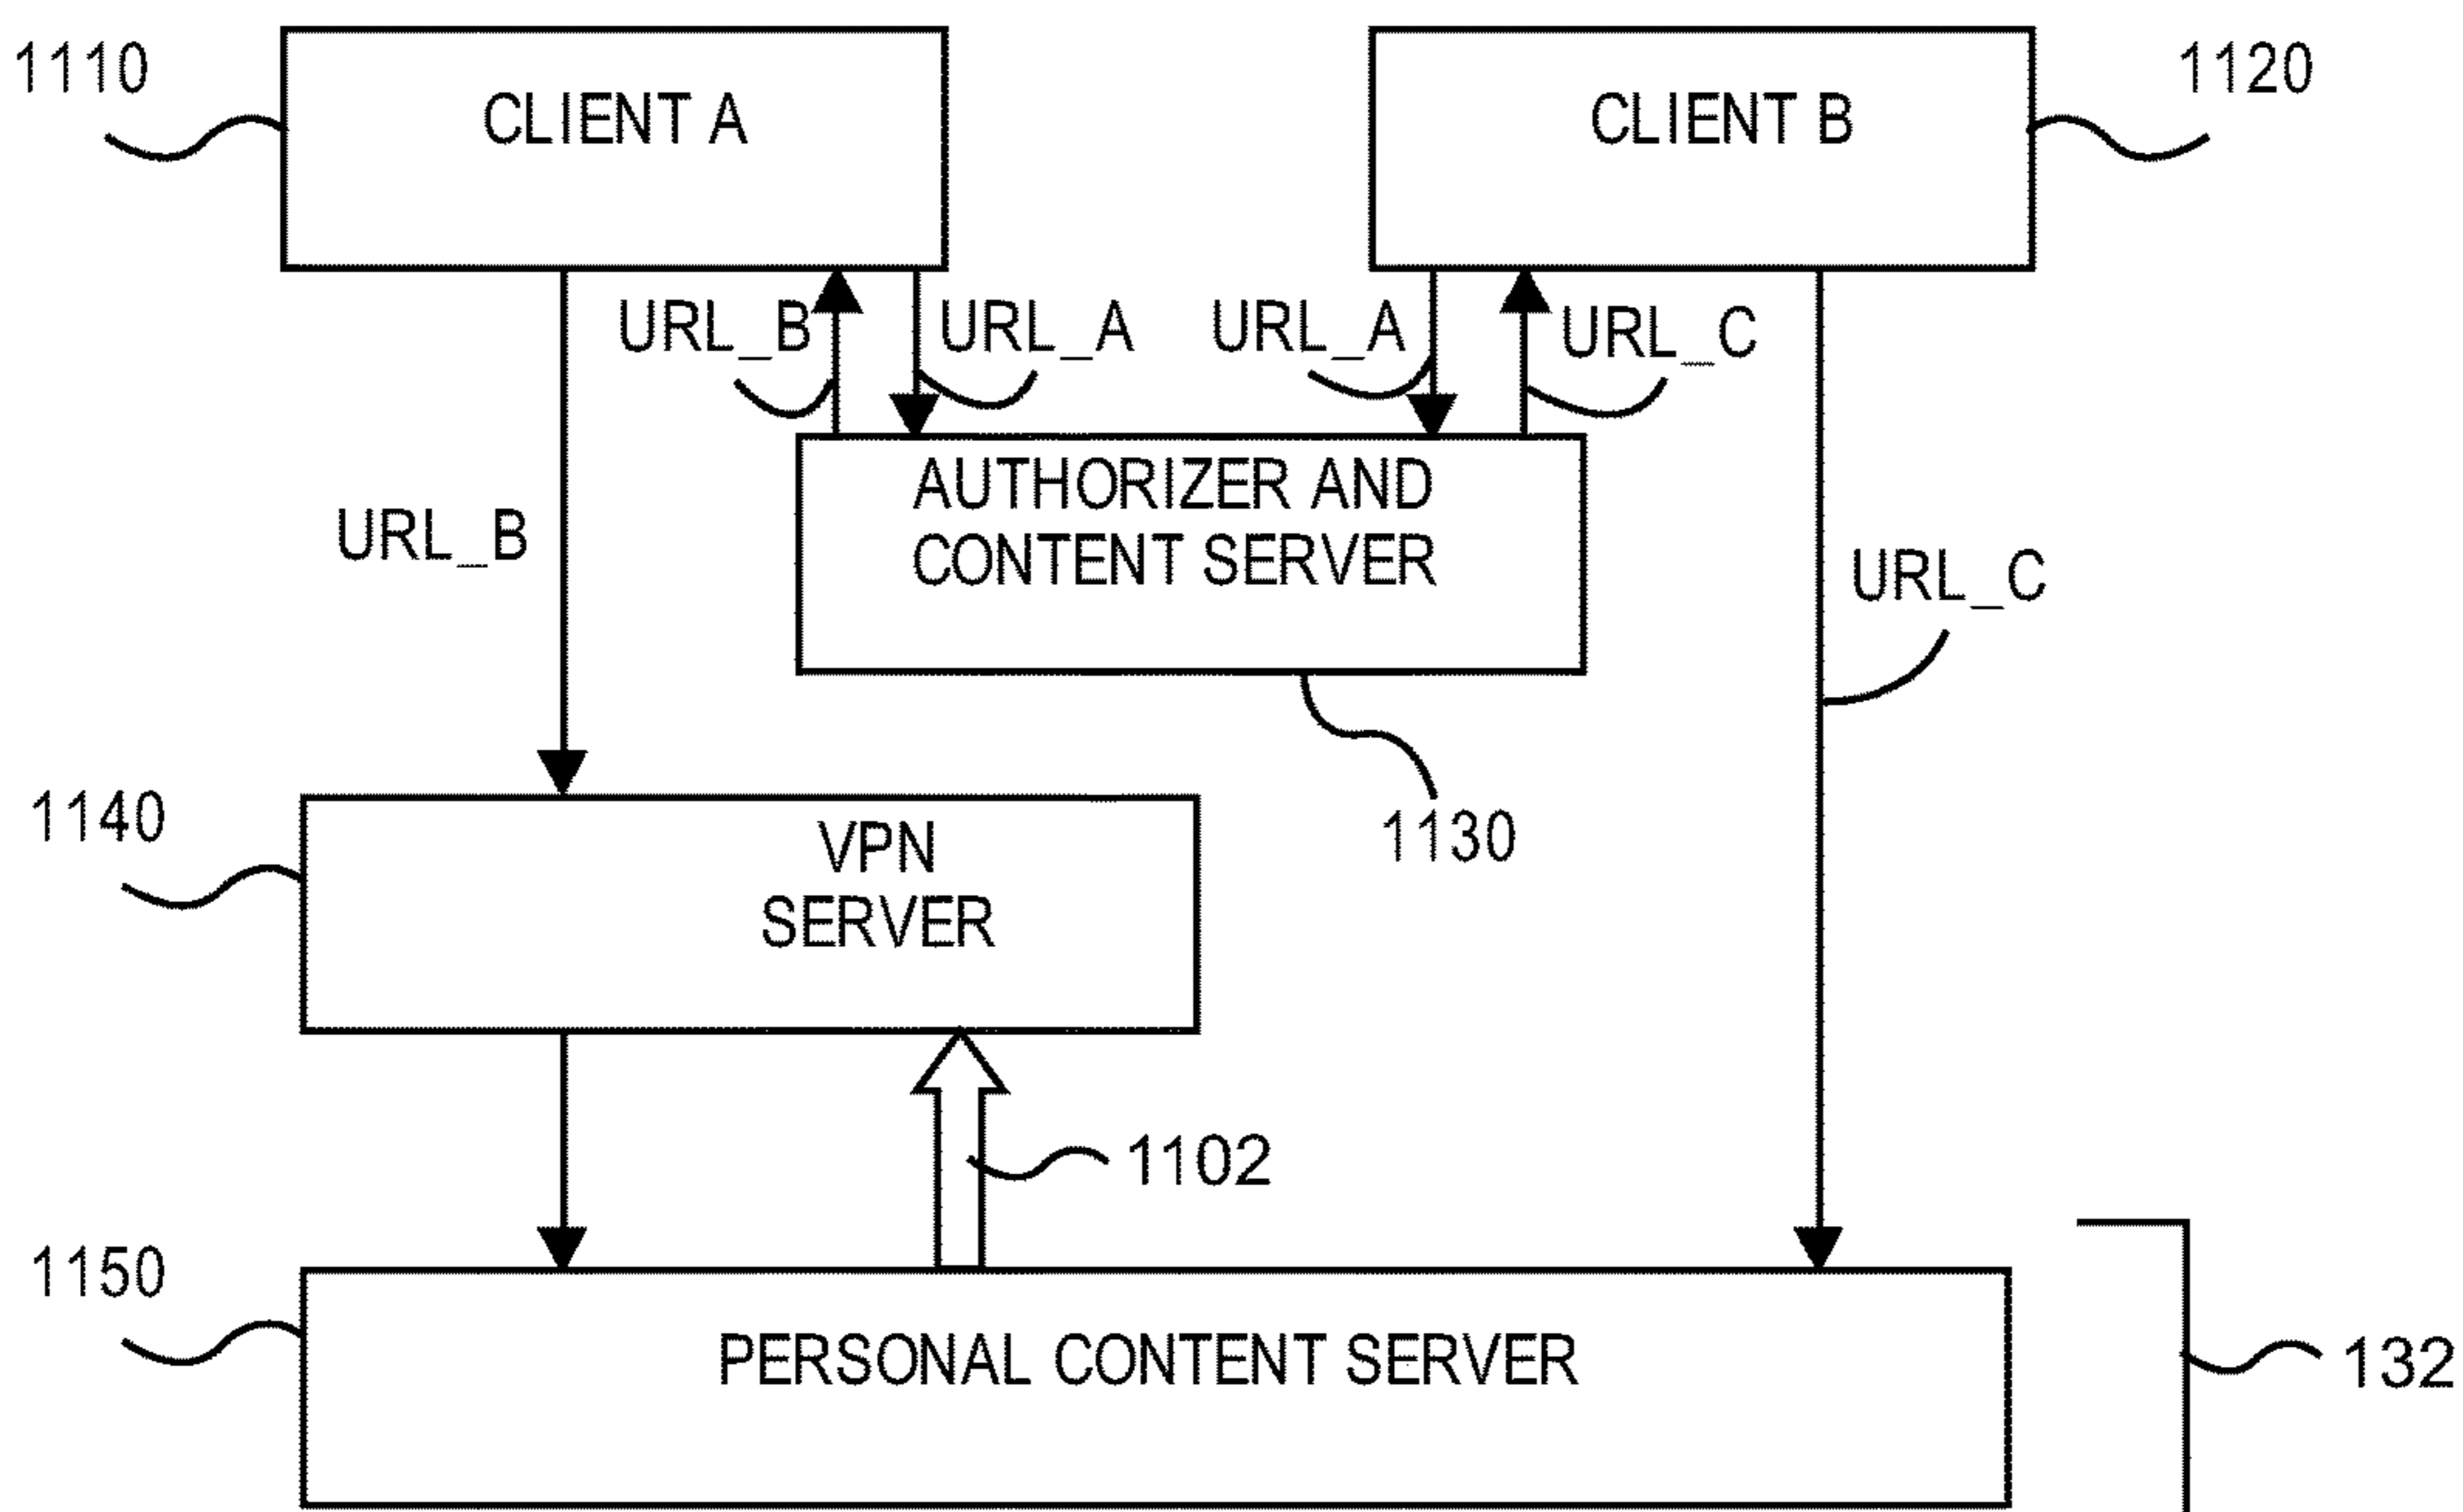 1110
CLIENT A
CLIENT B
1120
URL_B
URL_A
URL_A
URL_C
AUTHORIZER AND
CONTENT SERVER
URL_B
URL_C
1140
VPN
SERVER
1130
1102
1150
PERSONAL CONTENT SERVER
132